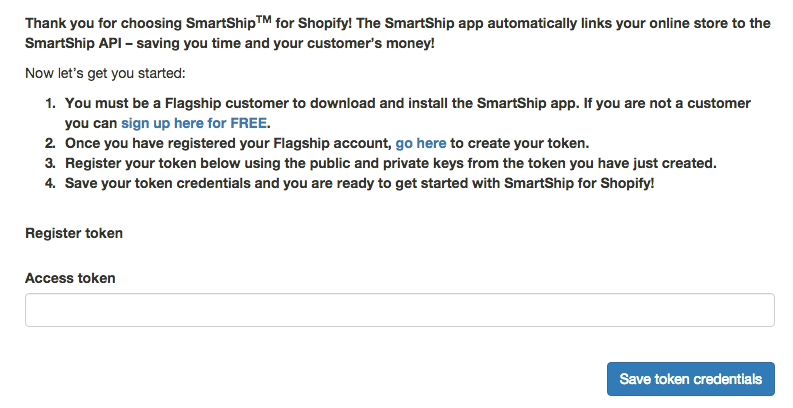 Thank you for choosing SmartShip™ for Shopify! The SmartShip app automatically links your online store to the
SmartShip API – saving you time and your customer's money!
Now let's get you started:
1. You must be a Flagship customer to download and install the SmartShip app. If you are not a customer
you can sign up here for FREE.
2. Once you have registered your Flagship account, go here to create your token.
3. Register your token below using the public and private keys from the token you have just created.
4. Save your token credentials and you are ready to get started with SmartShip for Shopify!
Register token
Access token
Save token credentials